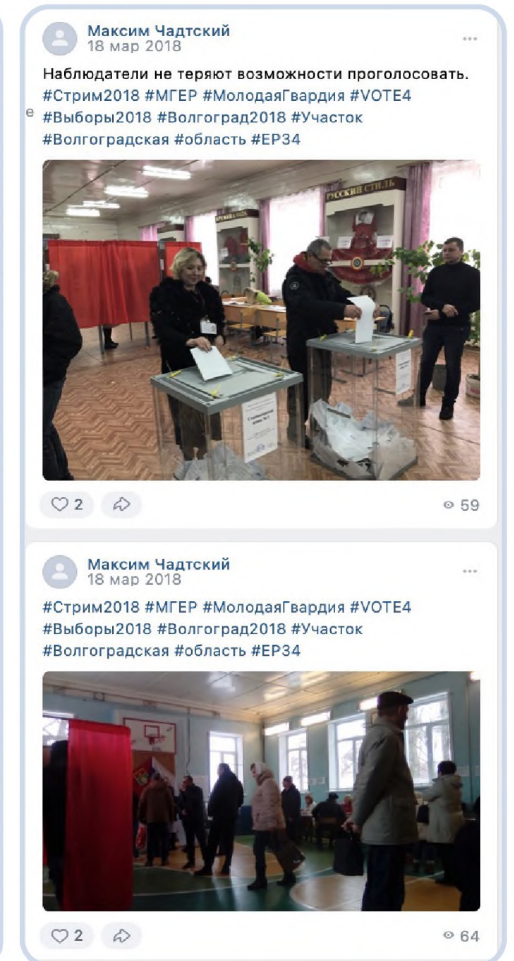 Максим Чадтский
18 мар 2018
Наблюдатели не теряют возможности проголосовать.
#Стрим2018 #МГЕР #МолодаяГвардия #VOTE4
#Выборы2018 #Волгоград2018 #Участок
#Волгоградская #область #ЕР34
е
РУССКИЙ СТИЛЬ
2
59
Максим Чадтский
18 мар 2018
#Стрим2018 #МГЕР #МолодаяГвардия #VOTE4
#Выборы2018 #Волгоград2018 #Участок
#Волгоградская #область #ЕР34
2
64